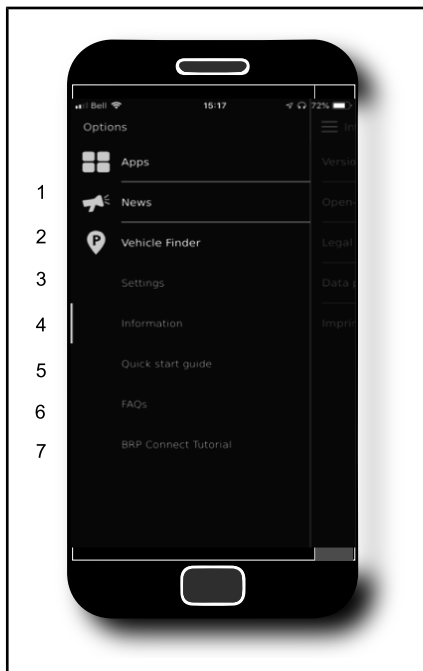 Bell 15:17 72%
Options
Apps
1
News
2
Vehicle Finder
3
Settings
4
Information
5
Quick start guide
6
FAQs
7
BRP Connect Tutorial